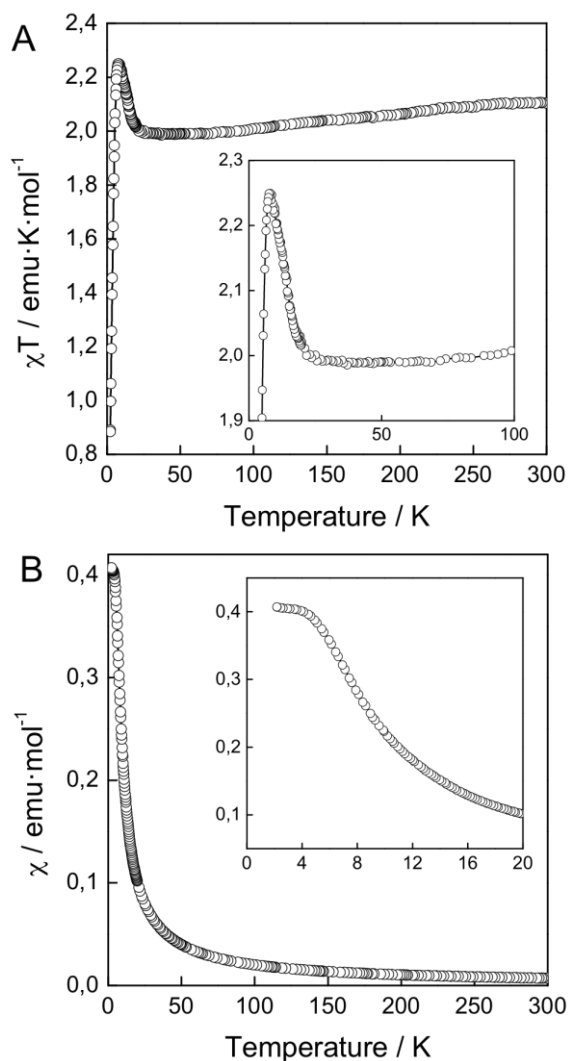 A
2,4
2,2
2,0
1,8
1,6
1,4
1,2
1,0
0,8
χT / emu·K·mol⁻¹
2,3
2,2
2,1
2,0
1,9
0 50 100
0 50 100 150 200 250 300
Temperature / K
B
0,4
0,3
0,2
0,1
0,0
χ / emu·mol⁻¹
0,4
0,3
0,2
0,1
0 4 8 12 16 20
0 50 100 150 200 250 300
Temperature / K